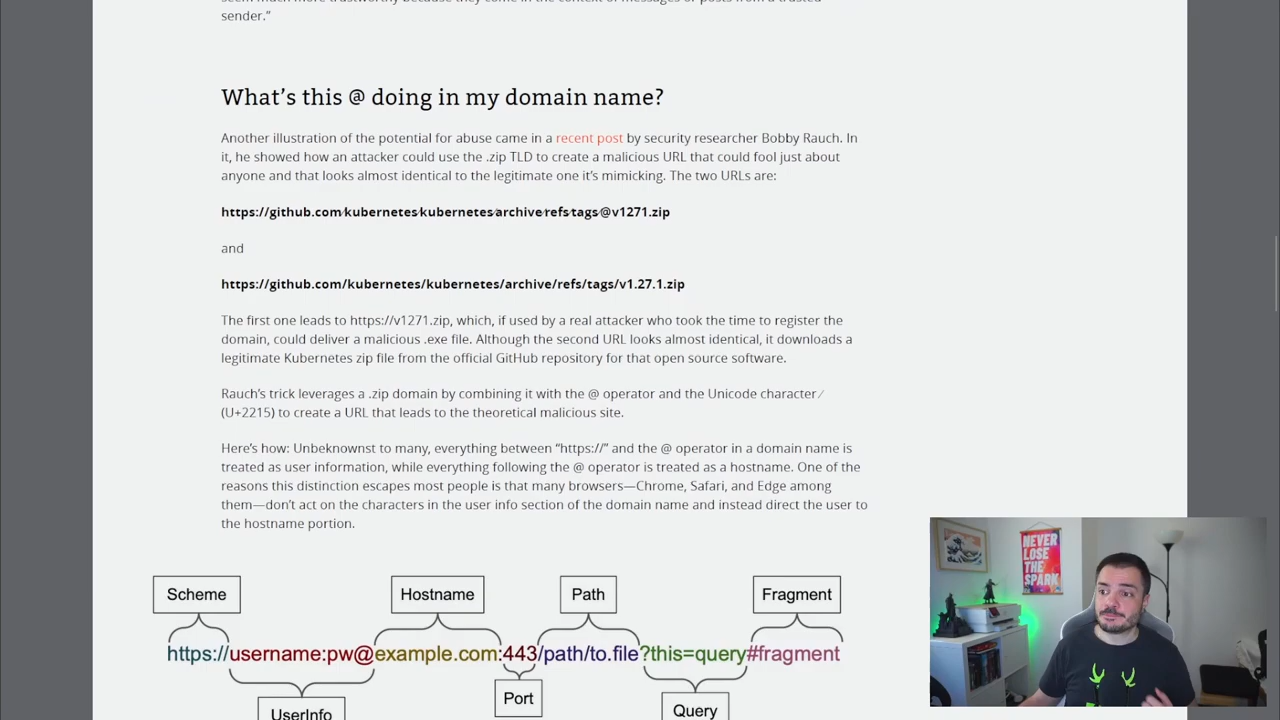 seem much more trustworthy because they come in the context of messages or posts from a trusted
sender.”
What’s this @ doing in my domain name?
Another illustration of the potential for abuse came in a recent post by security researcher Bobby Rauch. In
it, he showed how an attacker could use the .zip TLD to create a malicious URL that could fool just about
anyone and that looks almost identical to the legitimate one it’s mimicking. The two URLs are:
https://github.com∕kubernetes∕kubernetes∕archive∕refs∕tags∕@v1271.zip
and
https://github.com/kubernetes/kubernetes/archive/refs/tags/v1.27.1.zip
The first one leads to https://v1271.zip, which, if used by a real attacker who took the time to register the
domain, could deliver a malicious .exe file. Although the second URL looks almost identical, it downloads a
legitimate Kubernetes zip file from the official GitHub repository for that open source software.
Rauch’s trick leverages a .zip domain by combining it with the @ operator and the Unicode character ∕
(U+2215) to create a URL that leads to the theoretical malicious site.
Here’s how: Unbeknownst to many, everything between “https://” and the @ operator in a domain name is
treated as user information, while everything following the @ operator is treated as a hostname. One of the
reasons this distinction escapes most people is that many browsers—Chrome, Safari, and Edge among
them—don’t act on the characters in the user info section of the domain name and instead direct the user to
the hostname portion.
Scheme
Hostname
Path
Fragment
https://username:pw@example.com:443/path/to.file?this=query#fragment
UserInfo
Port
Query
NEVER
LOSE
THE
SPARK